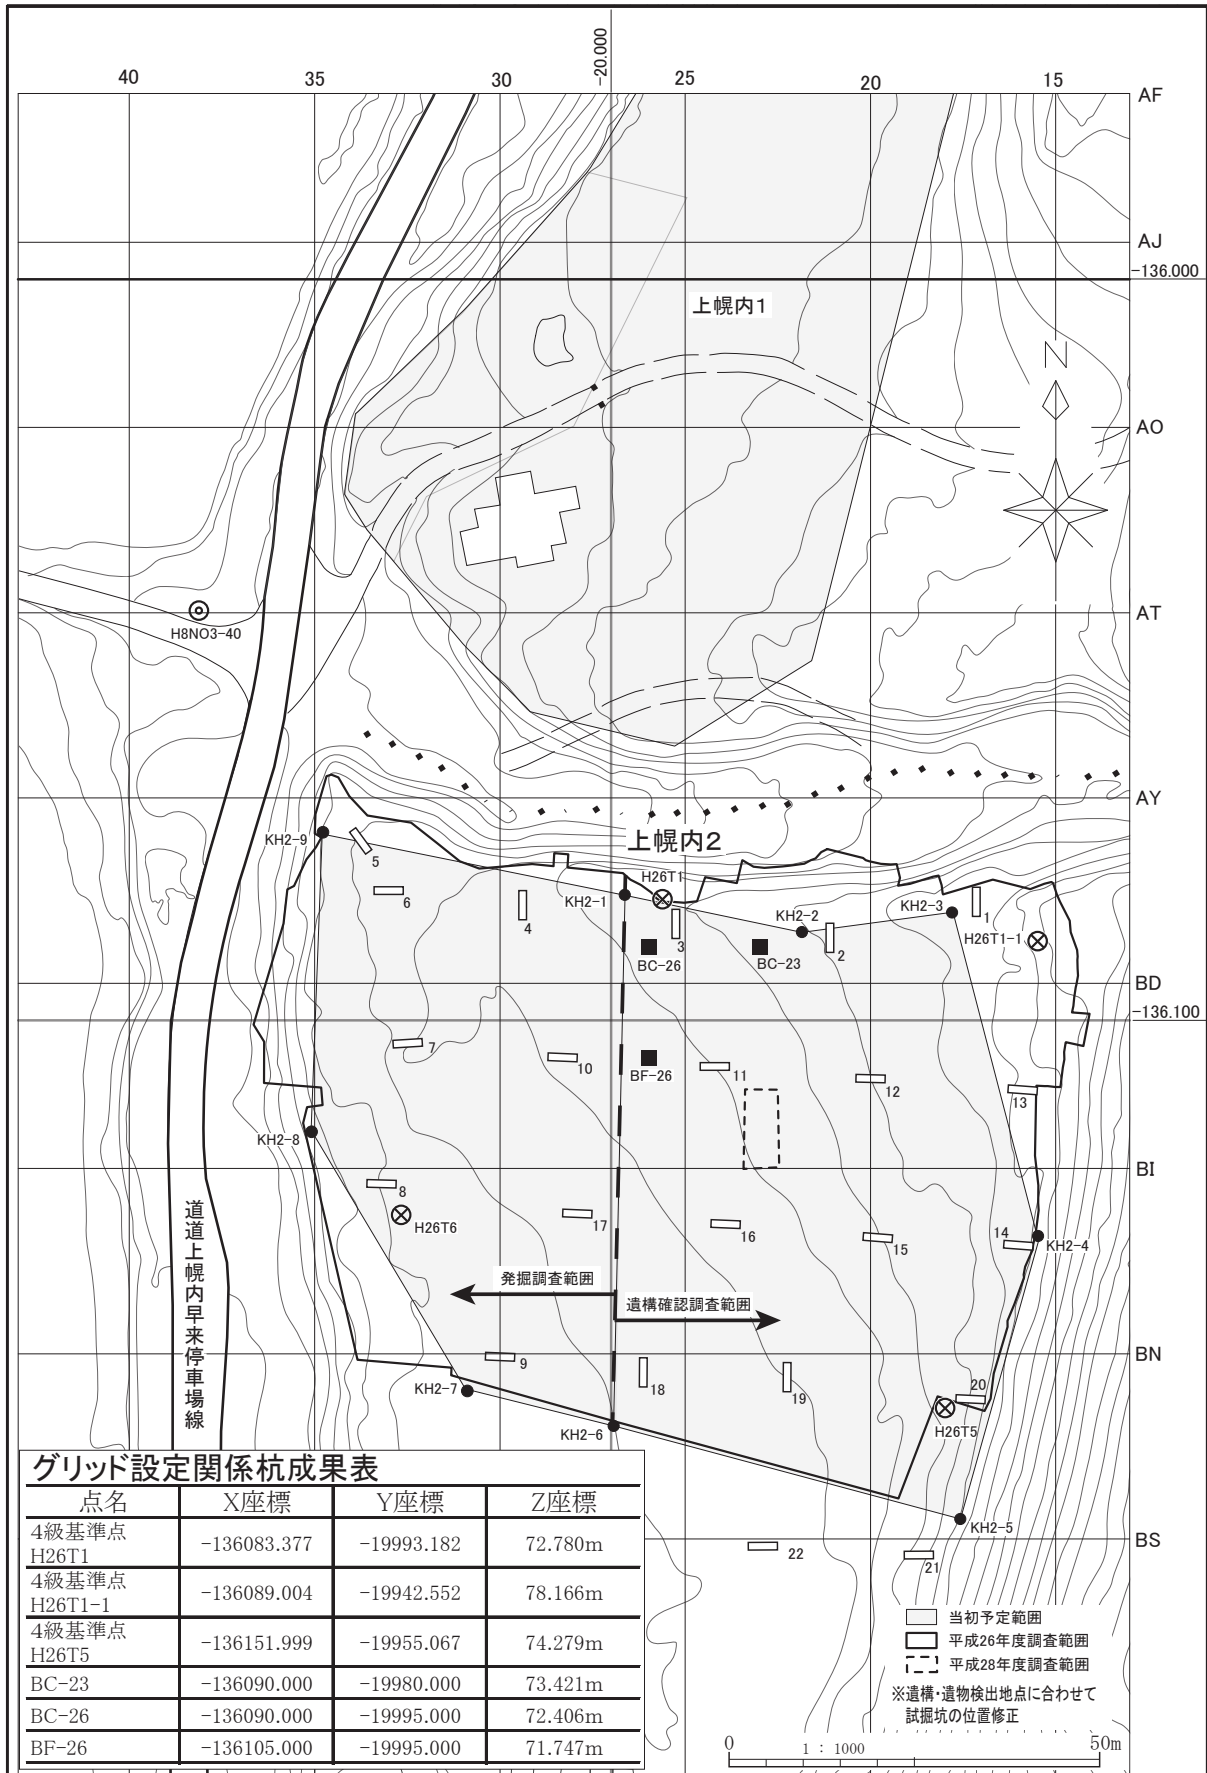 -20.000
40 35 30 25 20 15
AF
AJ
-136.000
上幌内1
N
AO
AT
H8NO3-40
AY
上幌内2
KH2-9
5
6
4
H26T1
KH2-1
3
KH2-2
2
KH2-3
1
H26T1-1
BC-26
BC-23
BD
-136.100
7
10
BF-26
11
12
13
KH2-8
BI
8
H26T6
17
16
15
14
KH2-4
道道上幌内早来停車場線
発掘調査範囲
遺構確認調査範囲
BN
9
KH2-7
18
19
20
H26T5
KH2-6
KH2-5
BS
22
21
グリッド設定関係杭成果表
点名 X座標 Y座標 Z座標
4級基準点
H26T1 -136083.377 -19993.182 72.780m
4級基準点
H26T1-1 -136089.004 -19942.552 78.166m
4級基準点
H26T5 -136151.999 -19955.067 74.279m
BC-23 -136090.000 -19980.000 73.421m
BC-26 -136090.000 -19995.000 72.406m
BF-26 -136105.000 -19995.000 71.747m
当初予定範囲
平成26年度調査範囲
平成28年度調査範囲
※遺構・遺物検出地点に合わせて
試掘坑の位置修正
0 1 : 1000 50m